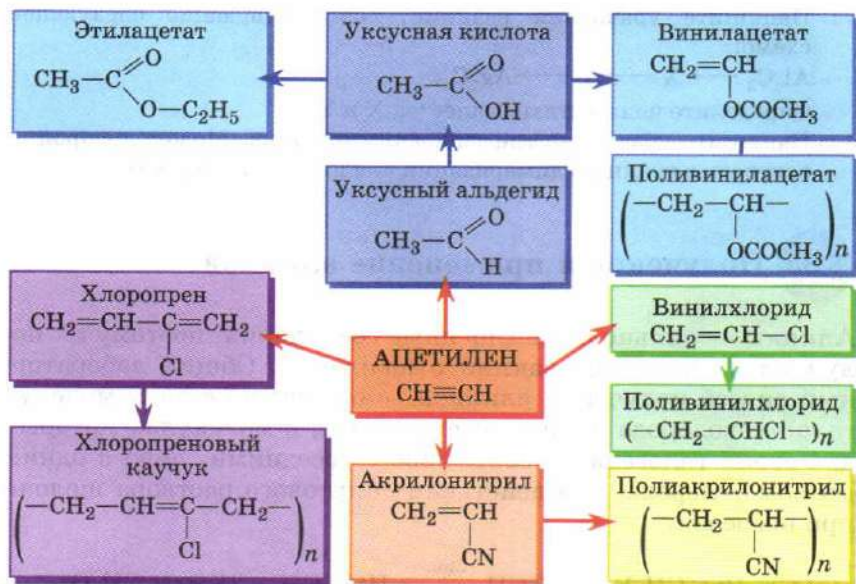 Этилацетат
CH₃—C
O
O—C₂H₅
Уксусная кислота
CH₃—C
O
OH
Винилацетат
CH₂=CH
OCOCH₃
Уксусный альдегид
CH₃—C
O
H
Поливинилацетат
(—CH₂—CH—)n
OCOCH₃
Хлоропрен
CH₂=CH—C=CH₂
Cl
АЦЕТИЛЕН
CH≡CH
Винилхлорид
CH₂=CH—Cl
Поливинилхлорид
(—CH₂—CHCl—)n
Хлоропреновый
каучук
(—CH₂—CH=C—CH₂—)n
Cl
Акрилонитрил
CH₂=CH
CN
Полиакрилонитрил
(—CH₂—CH—)n
CN